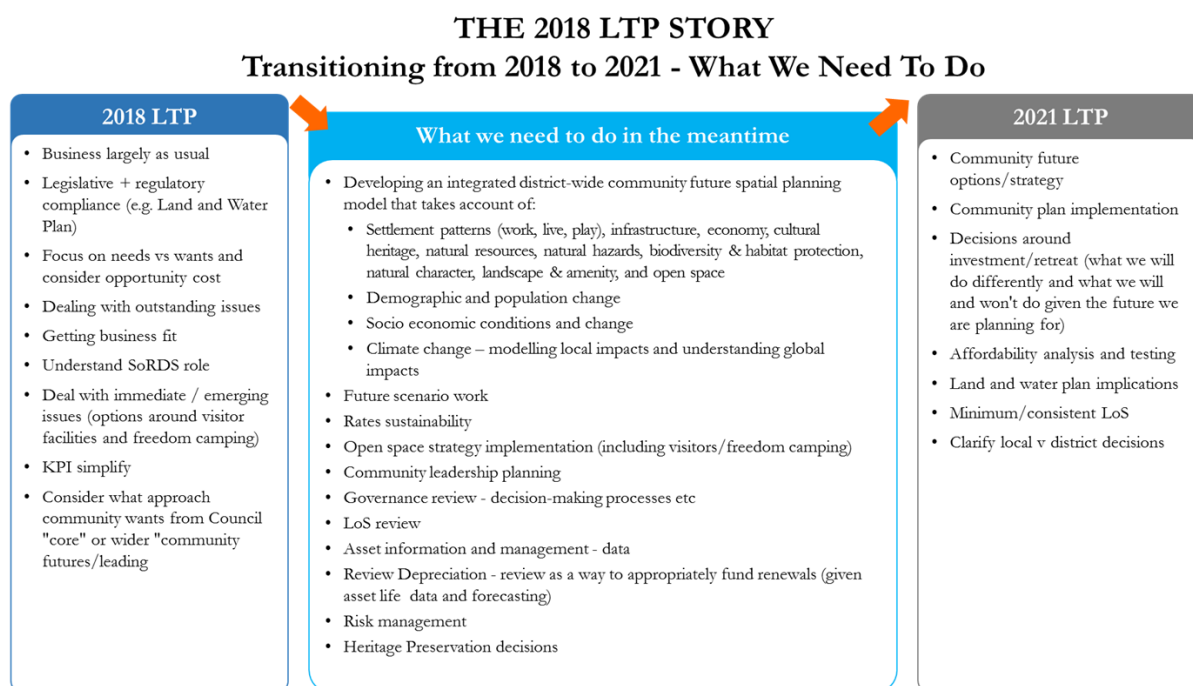 THE 2018 LTP STORY
Transitioning from 2018 to 2021 - What We Need To Do
2018 LTP
• Business largely as usual
• Legislative + regulatory
compliance (e.g. Land and Water
Plan)
• Focus on needs vs wants and
consider opportunity cost
• Dealing with outstanding issues
• Getting business fit
• Understand SoRDS role
• Deal with immediate / emerging
issues (options around visitor
facilities and freedom camping)
• KPI simplify
• Consider what approach
community wants from Council
"core" or wider "community
futures/leading
What we need to do in the meantime
• Developing an integrated district-wide community future spatial planning
model that takes account of:
• Settlement patterns (work, live, play), infrastructure, economy, cultural
heritage, natural resources, natural hazards, biodiversity & habitat protection,
natural character, landscape & amenity, and open space
• Demographic and population change
• Socio economic conditions and change
• Climate change – modelling local impacts and understanding global
impacts
• Future scenario work
• Rates sustainability
• Open space strategy implementation (including visitors/freedom camping)
• Community leadership planning
• Governance review - decision-making processes etc
• LoS review
• Asset information and management - data
• Review Depreciation - review as a way to appropriately fund renewals (given
asset life data and forecasting)
• Risk management
• Heritage Preservation decisions
2021 LTP
• Community future
options/strategy
• Community plan implementation
• Decisions around
investment/retreat (what we will
do differently and what we will
and won't do given the future we
are planning for)
• Affordability analysis and testing
• Land and water plan implications
• Minimum/consistent LoS
• Clarify local v district decisions